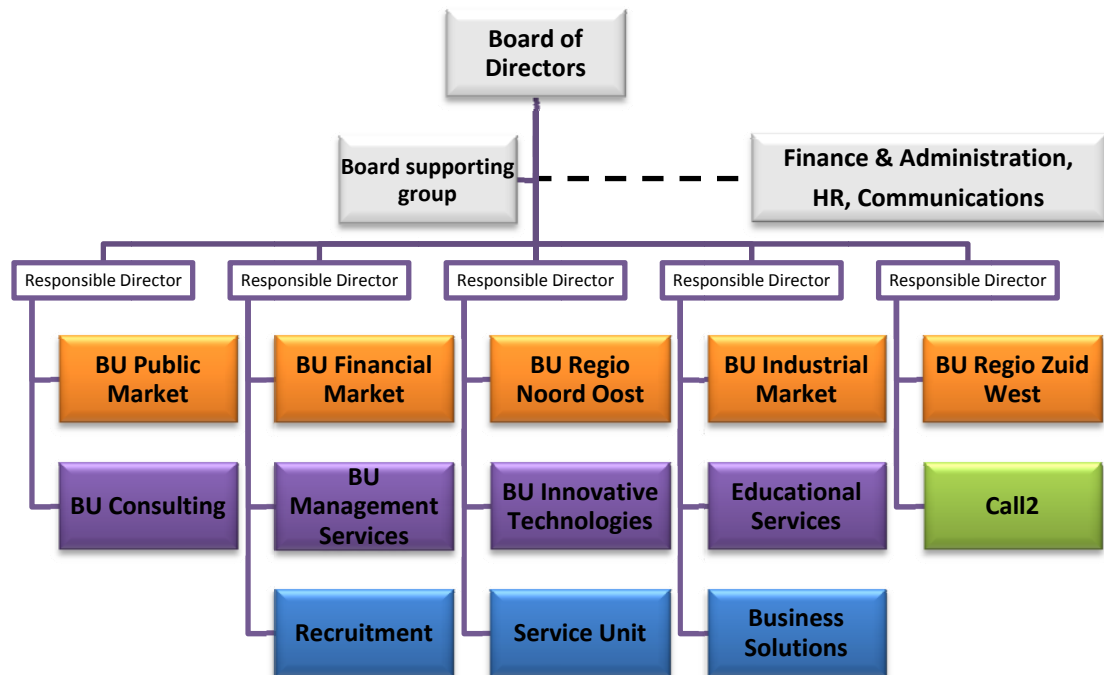 Board of
Directors
Board supporting
group
Finance & Administration,
HR, Communications
Responsible Director
Responsible Director
Responsible Director
Responsible Director
Responsible Director
BU Public
Market
BU Financial
Market
BU Regio
Noord Oost
BU Industrial
Market
BU Regio Zuid
West
BU Consulting
BU
Management
Services
BU Innovative
Technologies
Educational
Services
Call2
Recruitment
Service Unit
Business
Solutions